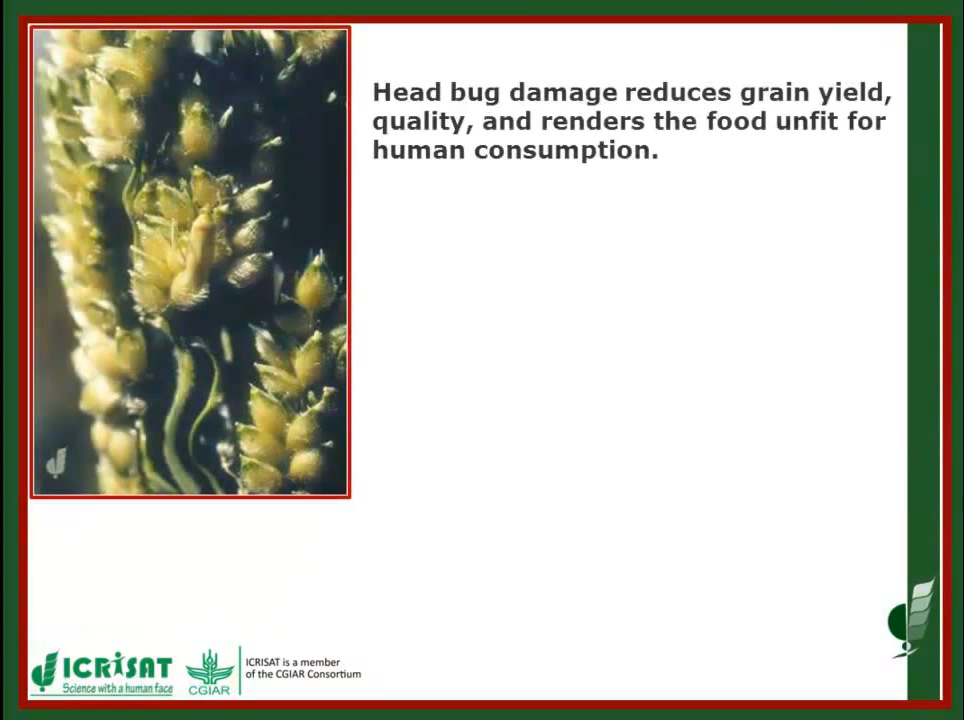 Head bug damage reduces grain yield,
quality, and renders the food unfit for
human consumption.
ICRISAT
Science with a human face
CGIAR
ICRISAT is a member
of the CGIAR Consortium